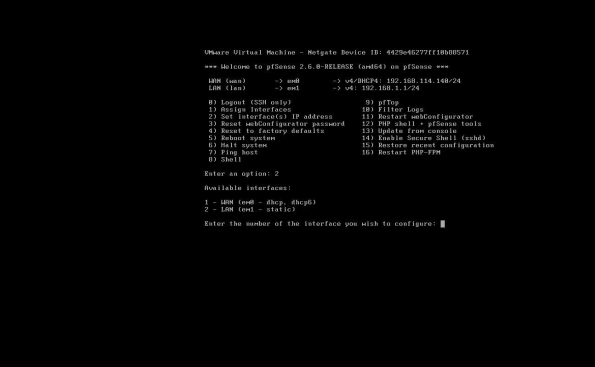 VMware Virtual Machine - Netgate Device ID: 4429e46277ff10b88571
*** Welcome to pfSense 2.6.0-RELEASE (amd64) on pfSense ***
WAN (wan) -> em0 -> v4/DHCP4: 192.168.114.140/24
LAN (lan) -> em1 -> v4: 192.168.1.1/24
0) Logout (SSH only) 9) pfTop
1) Assign Interfaces 10) Filter Logs
2) Set interface(s) IP address 11) Restart webConfigurator
3) Reset webConfigurator password 12) PHP shell + pfSense tools
4) Reset to factory defaults 13) Update from console
5) Reboot system 14) Enable Secure Shell (sshd)
6) Halt system 15) Restore recent configuration
7) Ping host 16) Restart PHP-FPM
8) Shell
Enter an option: 2
Available interfaces:
1 - WAN (em0 - dhcp, dhcp6)
2 - LAN (em1 - static)
Enter the number of the interface you wish to configure: